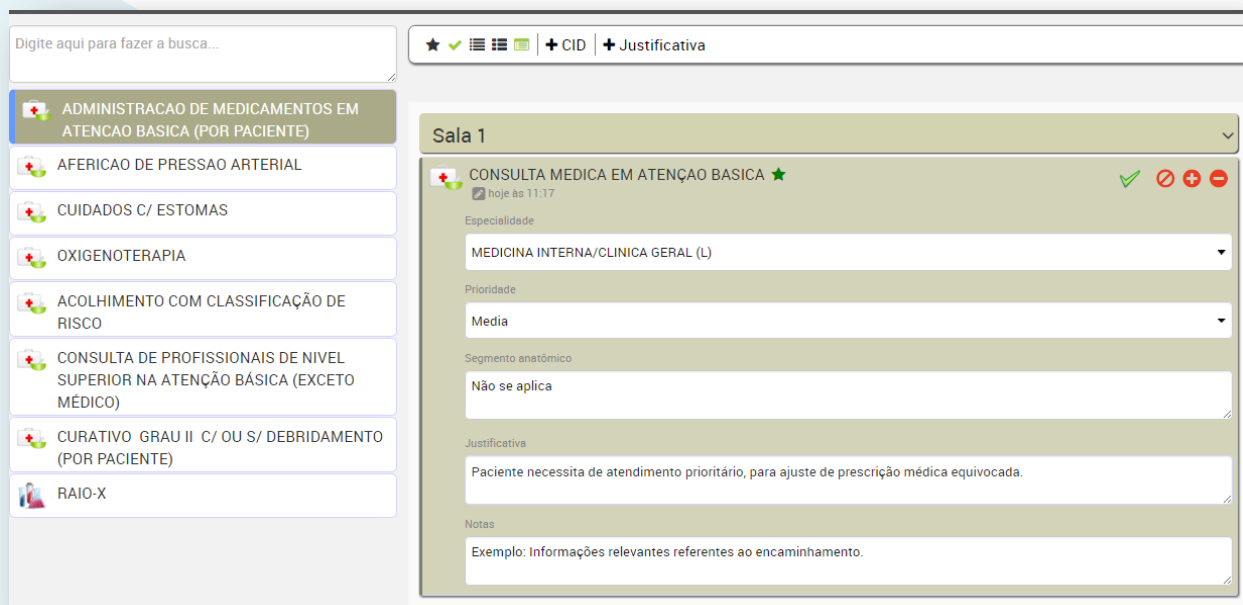 Digite aqui para fazer a busca...
ADMINISTRACAO DE MEDICAMENTOS EM
ATENCAO BASICA (POR PACIENTE)
AFERICAO DE PRESSAO ARTERIAL
CUIDADOS C/ ESTOMAS
OXIGENOTERAPIA
ACOLHIMENTO COM CLASSIFICAÇÃO DE
RISCO
CONSULTA DE PROFISSIONAIS DE NIVEL
SUPERIOR NA ATENÇÃO BÁSICA (EXCETO
MÉDICO)
CURATIVO GRAU II C/ OU S/ DEBRIDAMENTO
(POR PACIENTE)
RAIO-X
CID Justificativa
Sala 1
CONSULTA MEDICA EM ATENÇAO BASICA
hoje às 11:17
Especialidade
MEDICINA INTERNA/CLINICA GERAL (L)
Prioridade
Media
Segmento anatômico
Não se aplica
Justificativa
Paciente necessita de atendimento prioritário, para ajuste de prescrição médica equivocada.
Notas
Exemplo: Informações relevantes referentes ao encaminhamento.